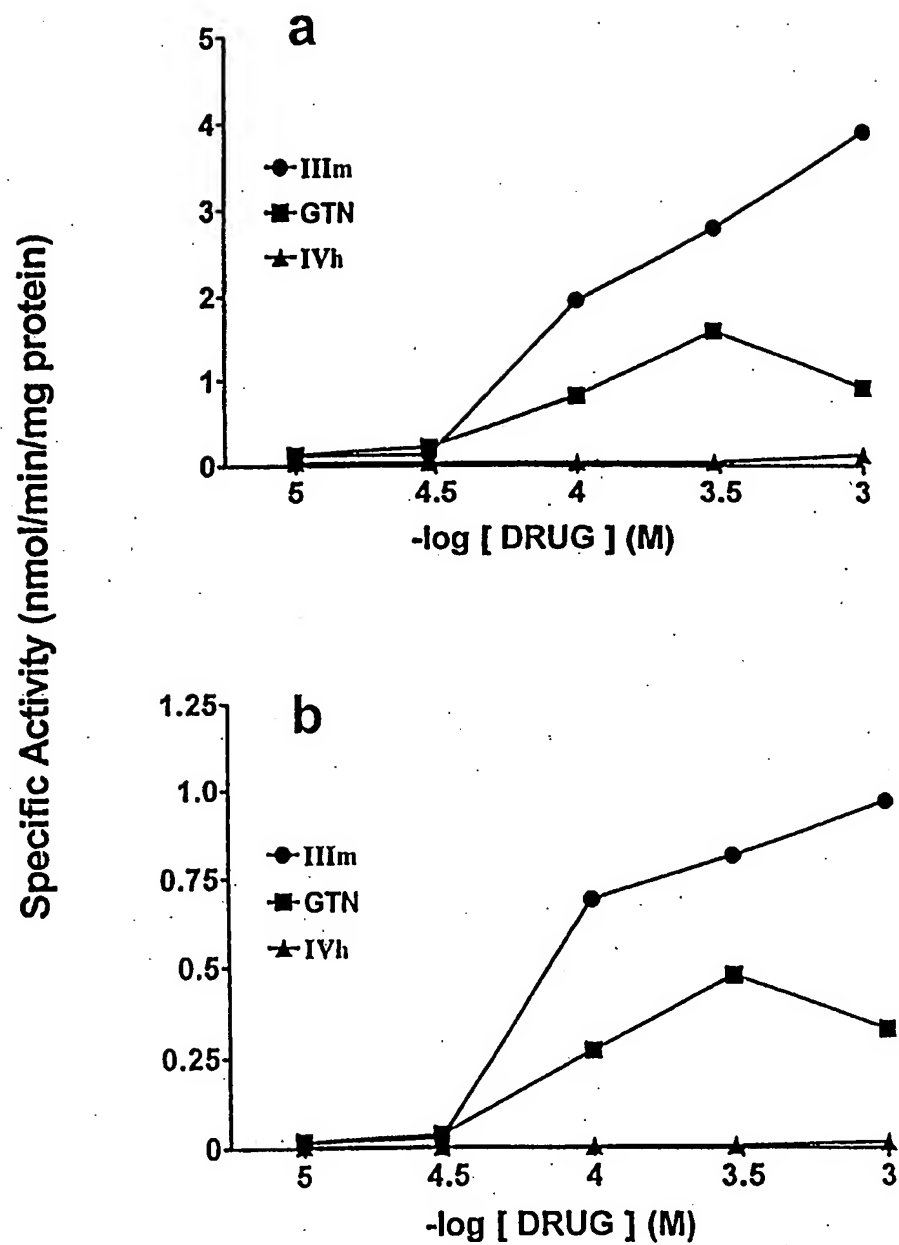 Specific Activity (nmol/min/mg protein)
a
5
4
3
2
1
0
IIIm
GTN
IVh
5 4.5 4 3.5 3
-log [ DRUG ] (M)
b
1.25
1.0
0.75
0.5
0.25
0
IIIm
GTN
IVh
5 4.5 4 3.5 3
-log [ DRUG ] (M)